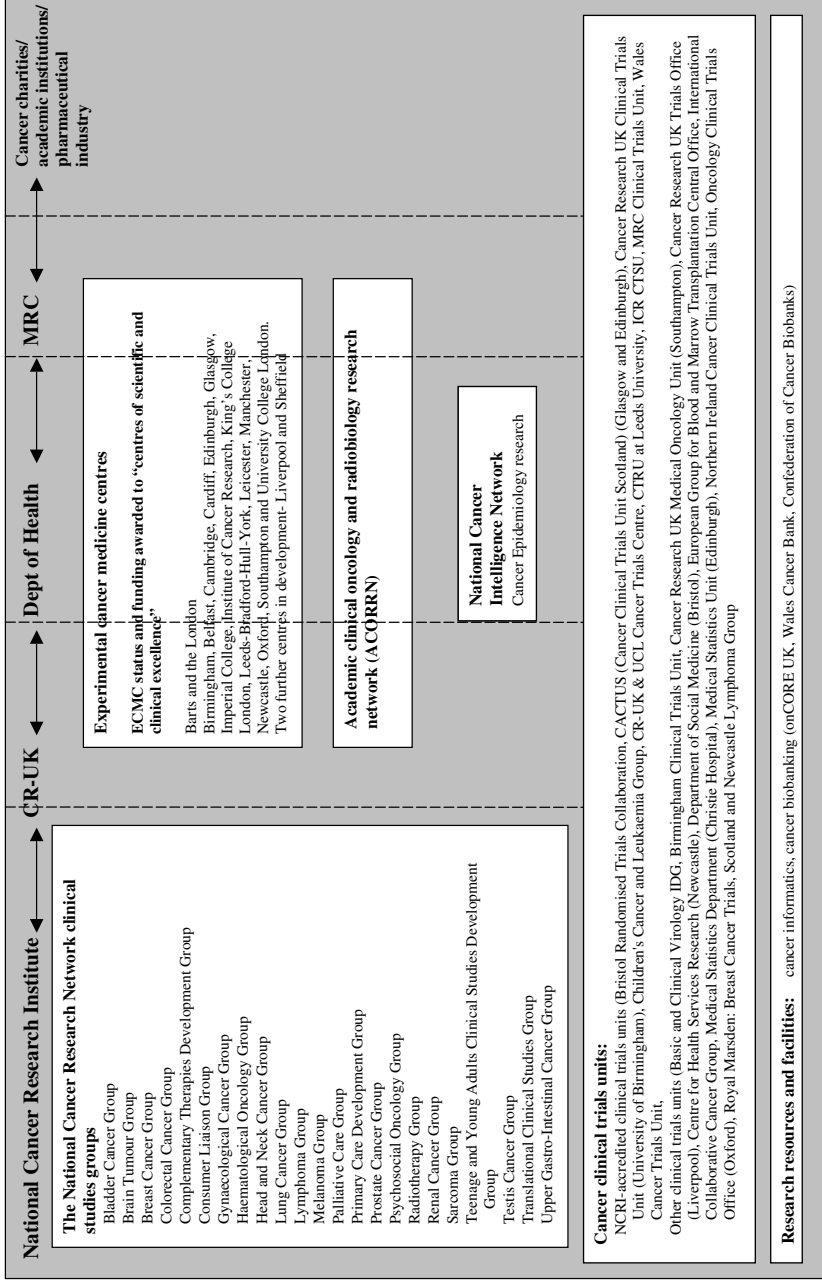 National Cancer Research Institute
CR-UK
Dept of Health
MRC
Cancer charities/
academic institutions/
pharmaceutical
industry
The National Cancer Research Network clinical
studies groups
Bladder Cancer Group
Brain Tumour Group
Breast Cancer Group
Colorectal Cancer Group
Complementary Therapies Development Group
Consumer Liaison Group
Gynaecological Cancer Group
Haematological Oncology Group
Head and Neck Cancer Group
Lung Cancer Group
Lymphoma Group
Melanoma Group
Palliative Care Group
Primary Care Development Group
Prostate Cancer Group
Psychosocial Oncology Group
Radiotherapy Group
Renal Cancer Group
Sarcoma Group
Teenage and Young Adults Clinical Studies Development
Group
Testis Cancer Group
Translational Clinical Studies Group
Upper Gastro-Intestinal Cancer Group
Experimental cancer medicine centres
ECMC status and funding awarded to “centres of scientific and
clinical excellence”
Barts and the London
Birmingham, Belfast, Cambridge, Cardiff, Edinburgh, Glasgow,
Imperial College, Institute of Cancer Research, King’s College
London, Leeds-Bradford-Hull-York, Leicester, Manchester,
Newcastle, Oxford, Southampton and University College London.
Two further centres in development- Liverpool and Sheffield
Academic clinical oncology and radiobiology research
network (ACORRN)
National Cancer
Intelligence Network
Cancer Epidemiology research
Cancer clinical trials units:
NCRI-accredited clinical trials units (Bristol Randomised Trials Collaboration, CACTUS (Cancer Clinical Trials Unit Scotland) (Glasgow and Edinburgh), Cancer Research UK Clinical Trials
Unit (University of Birmingham), Children's Cancer and Leukaemia Group, CR-UK & UCL Cancer Trials Centre, CTRU at Leeds University, ICR CTSU, MRC Clinical Trials Unit, Wales
Cancer Trials Unit,
Other clinical trials units (Basic and Clinical Virology IDG, Birmingham Clinical Trials Unit, Cancer Research UK Medical Oncology Unit (Southampton), Cancer Research UK Trials Office
(Liverpool), Centre for Health Services Research (Newcastle), Department of Social Medicine (Bristol), European Group for Blood and Marrow Transplantation Central Office, International
Collaborative Cancer Group, Medical Statistics Department (Christie Hospital), Medical Statistics Unit (Edinburgh), Northern Ireland Cancer Clinical Trials Unit, Oncology Clinical Trials
Office (Oxford), Royal Marsden: Breast Cancer Trials, Scotland and Newcastle Lymphoma Group
Research resources and facilities: cancer informatics, cancer biobanking (onCORE UK, Wales Cancer Bank, Confederation of Cancer Biobanks)